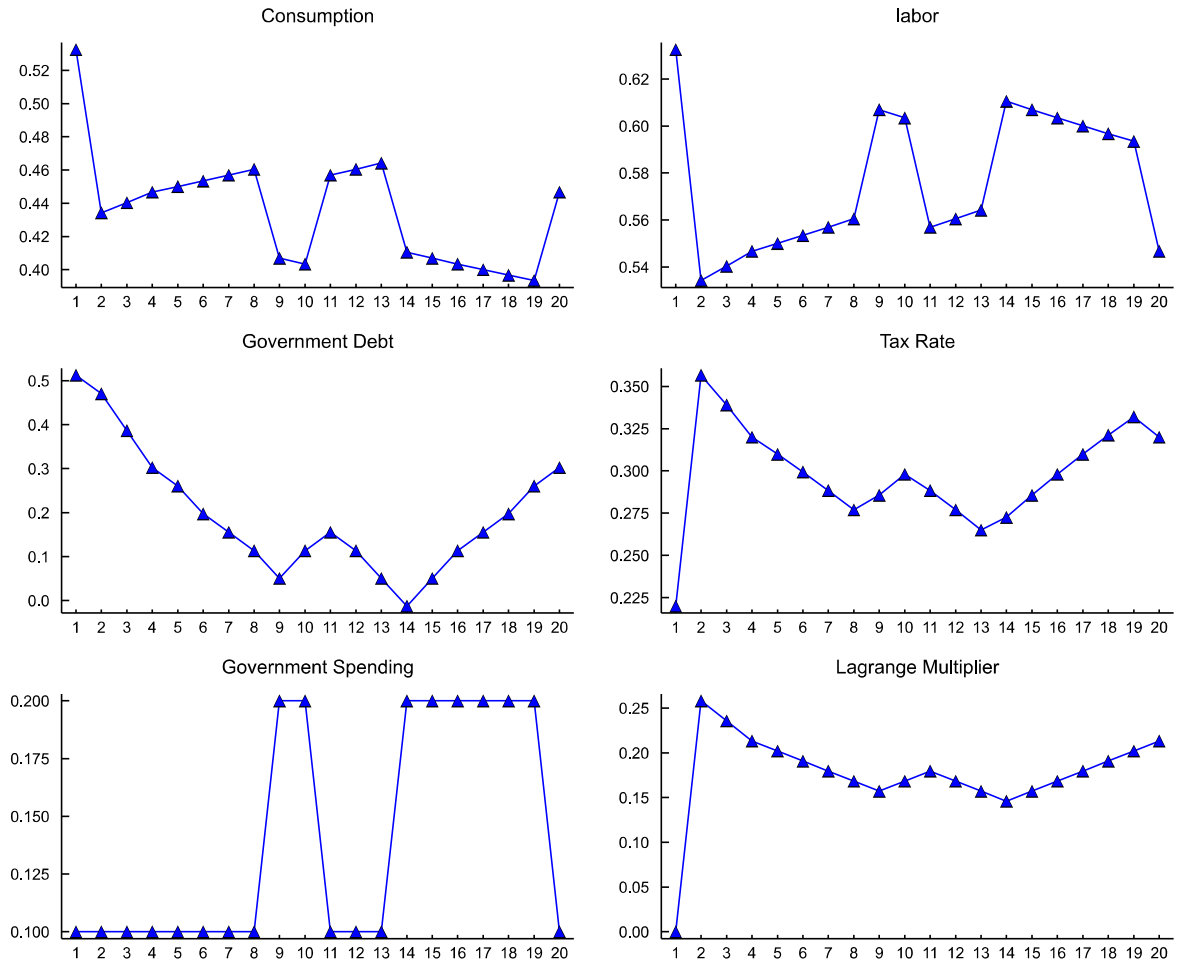 Consumption
0.52
0.50
0.48
0.46
0.44
0.42
0.40
1 2 3 4 5 6 7 8 9 10 11 12 13 14 15 16 17 18 19 20
labor
0.62
0.60
0.58
0.56
0.54
1 2 3 4 5 6 7 8 9 10 11 12 13 14 15 16 17 18 19 20
Government Debt
0.5
0.4
0.3
0.2
0.1
0.0
1 2 3 4 5 6 7 8 9 10 11 12 13 14 15 16 17 18 19 20
Tax Rate
0.350
0.325
0.300
0.275
0.250
0.225
1 2 3 4 5 6 7 8 9 10 11 12 13 14 15 16 17 18 19 20
Government Spending
0.200
0.175
0.150
0.125
0.100
1 2 3 4 5 6 7 8 9 10 11 12 13 14 15 16 17 18 19 20
Lagrange Multiplier
0.25
0.20
0.15
0.10
0.05
0.00
1 2 3 4 5 6 7 8 9 10 11 12 13 14 15 16 17 18 19 20